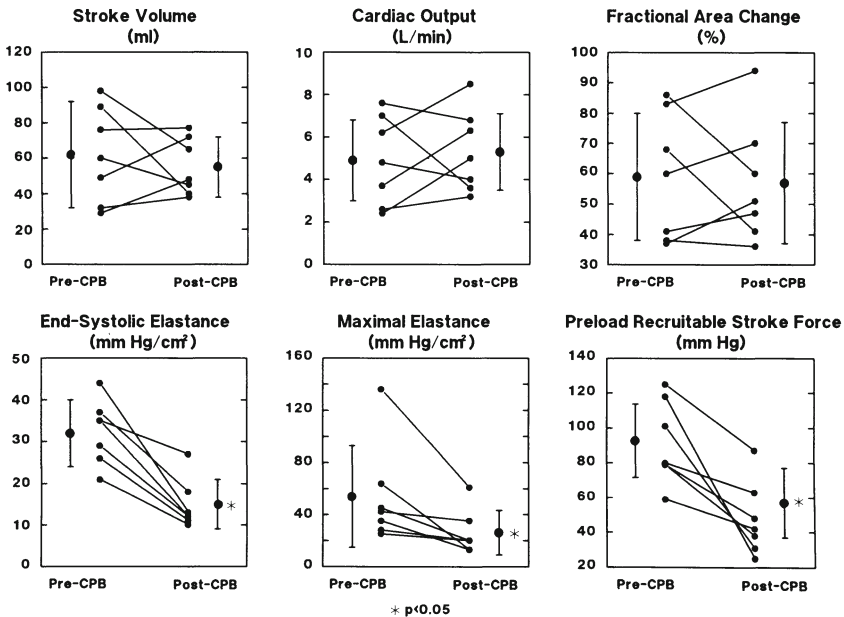 Stroke Volume
(ml)
120
100
80
60
40
20
0
Pre-CPB Post-CPB
Cardiac Output
(L/min)
10
8
6
4
2
0
Pre-CPB Post-CPB
Fractional Area Change
(%)
100
90
80
70
60
50
40
30
Pre-CPB Post-CPB
End-Systolic Elastance
(mm Hg/cm²)
50
40
30
20
10
0
*
Pre-CPB Post-CPB
Maximal Elastance
(mm Hg/cm²)
160
120
80
40
0
*
Pre-CPB Post-CPB
Preload Recruitable Stroke Force
(mm Hg)
140
120
100
80
60
40
20
*
Pre-CPB Post-CPB
* p<0.05